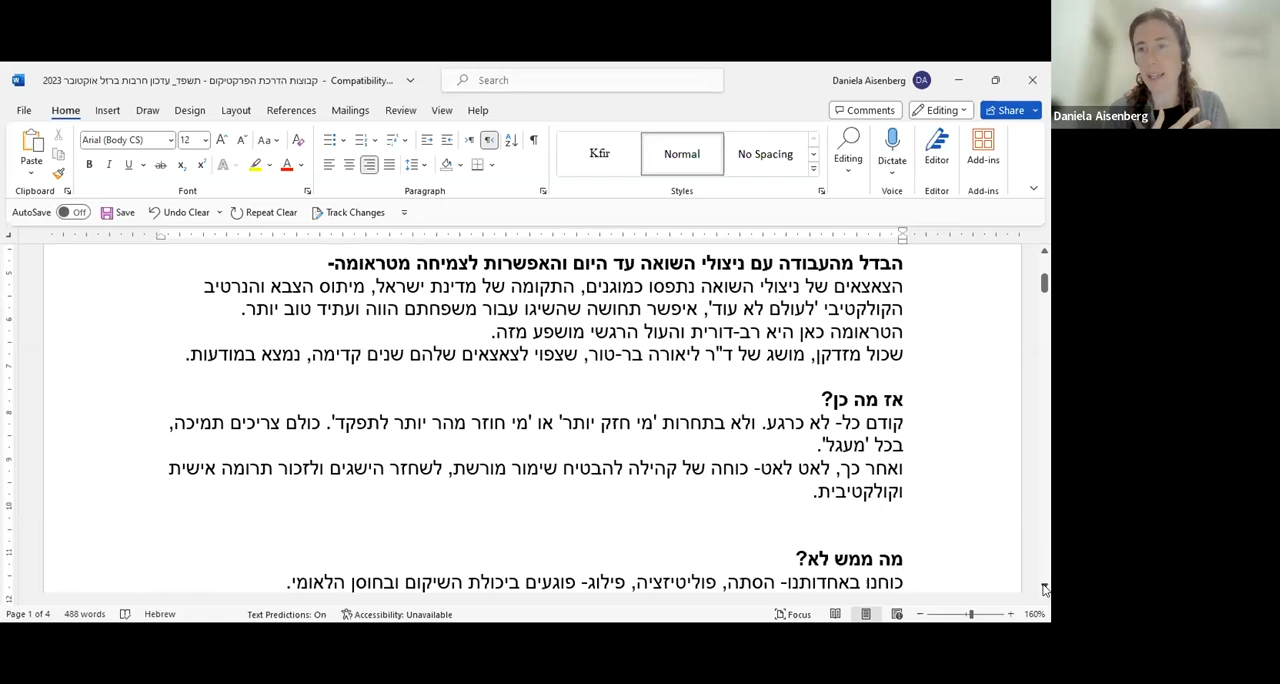 קבוצות הדרכת הפרקטיקום - תשפד_ עדכון חרבות ברזל אוקטובר 2023 - Compatibility...
Search
Daniela Aisenberg DA
File Home Insert Draw Design Layout References Mailings Review View Help
Comments Editing Share
Paste
Arial (Body CS) 12
Kfir
Normal
No Spacing
Editing
Dictate
Editor
Add-ins
Clipboard Font Paragraph Styles Voice Editor Add-ins
AutoSave Off Save Undo Clear Repeat Clear Track Changes
הבדל מהעבודה עם ניצולי השואה עד היום והאפשרות לצמיחה מטראומה-
הצאצאים של ניצולי השואה נתפסו כמוגנים, התקומה של מדינת ישראל, מיתוס הצבא והנרטיב
הקולקטיבי 'לעולם לא עוד', איפשר תחושה שהשיגו עבור משפחתם הווה ועתיד טוב יותר.
הטראומה כאן היא רב-דורית והעול הרגשי מושפע מזה.
שכול מזדקן, מושג של ד"ר ליאורה בר-טור, שצפוי לצאצאים שלהם שנים קדימה, נמצא במודעות.
אז מה כן?
קודם כל- לא כרגע. ולא בתחרות 'מי חזק יותר' או 'מי חוזר מהר יותר לתפקד'. כולם צריכים תמיכה,
בכל 'מעגל'.
ואחר כך, לאט לאט- כוחה של קהילה להבטיח שימור מורשת, לשחזר הישגים ולזכור תרומה אישית
וקולקטיבית.
מה ממש לא?
כוחנו באחדותנו- הסתה, פוליטיזציה, פילוג- פוגעים ביכולת השיקום ובחוסן הלאומי.
Page 1 of 4 488 words Hebrew Text Predictions: On Accessibility: Unavailable Focus 160%
Daniela Aisenberg